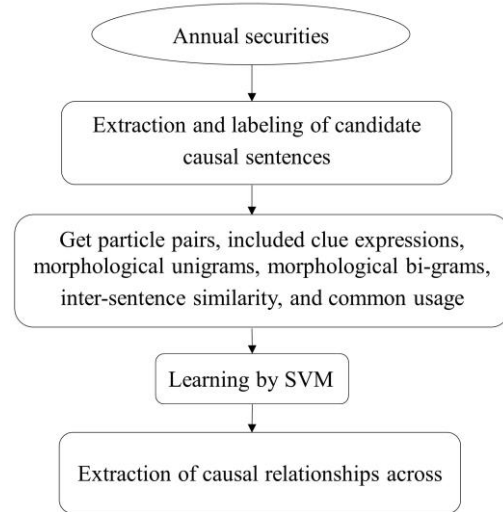 Annual securities
Extraction and labeling of candidate
causal sentences
Get particle pairs, included clue expressions,
morphological unigrams, morphological bi-grams,
inter-sentence similarity, and common usage
Learning by SVM
Extraction of causal relationships across